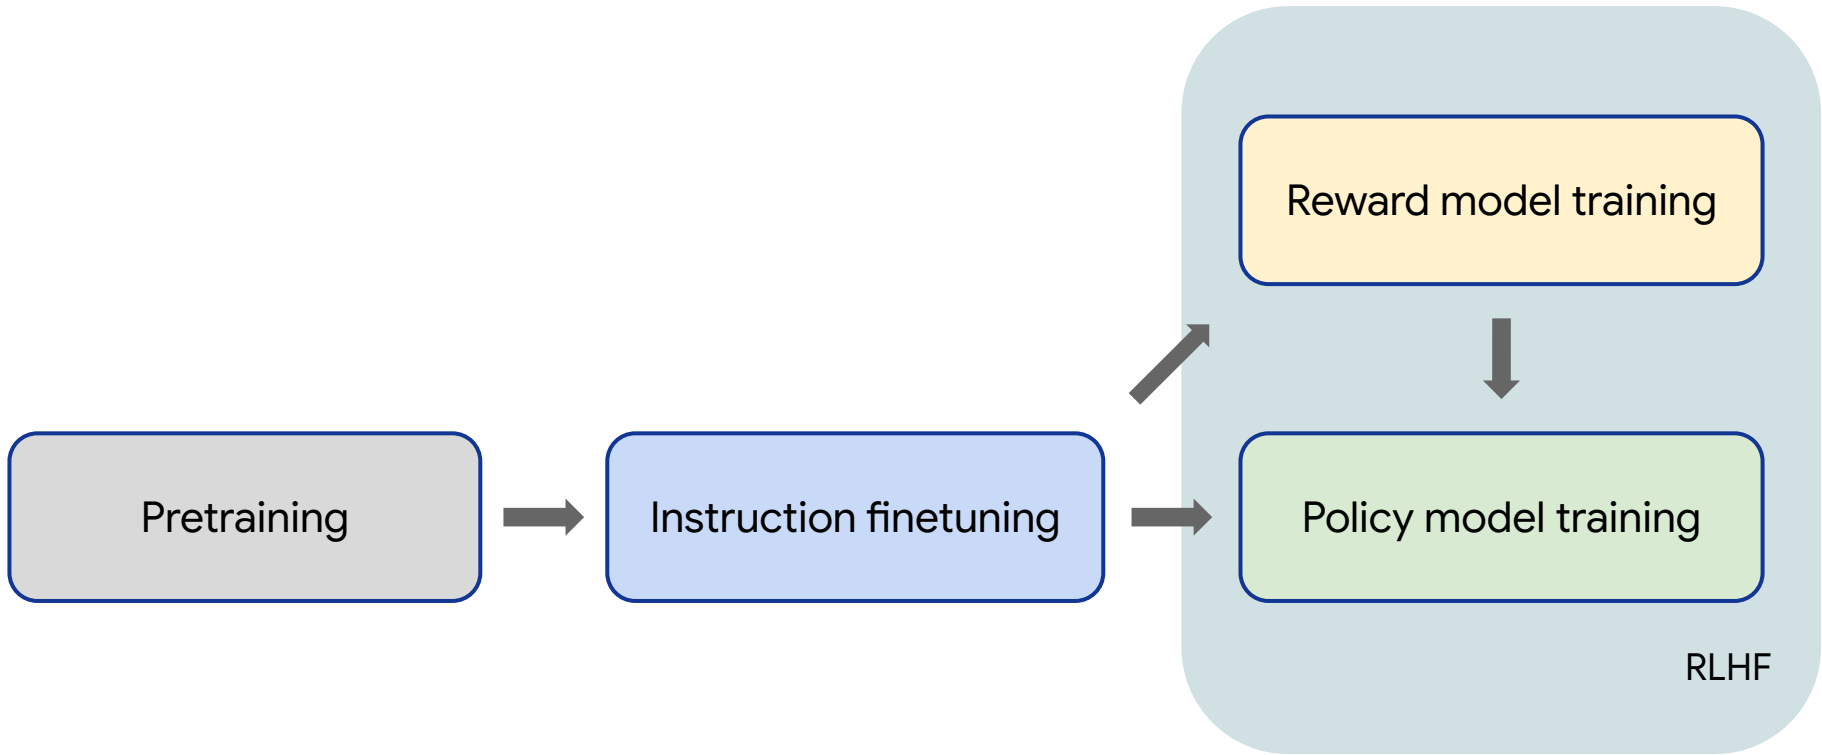 Reward model training
Pretraining
Instruction finetuning
Policy model training
RLHF